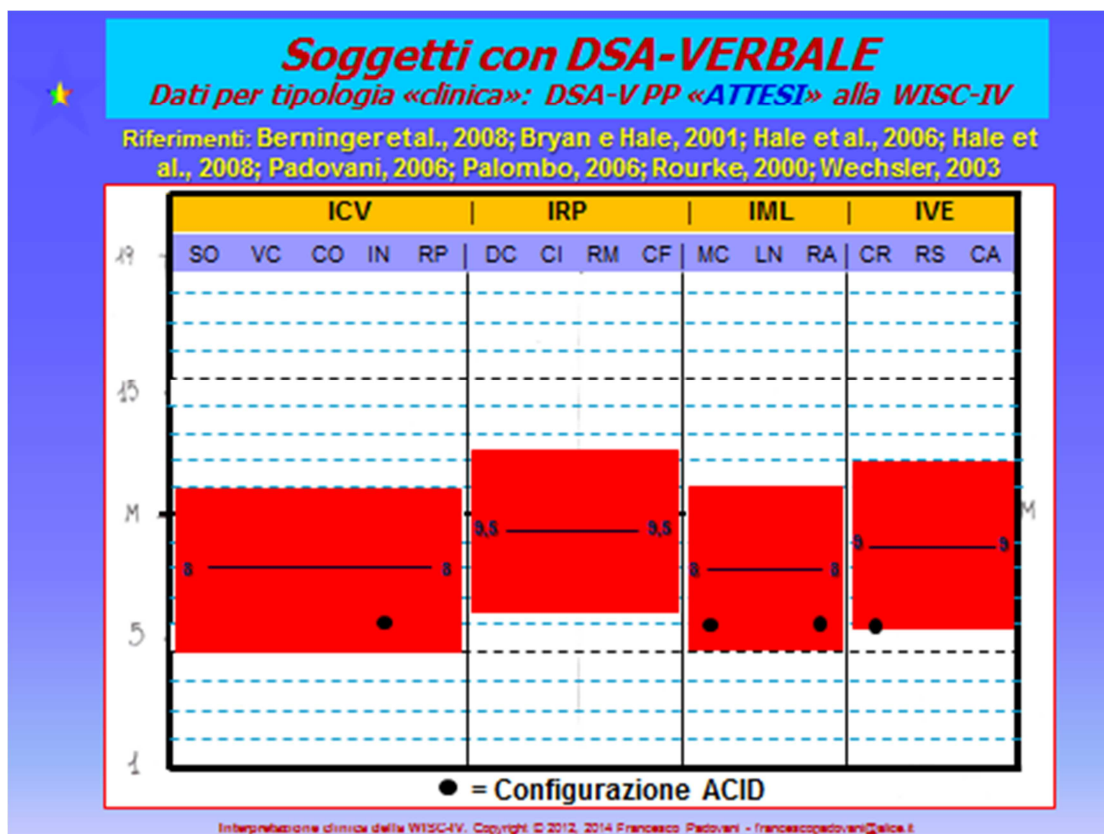 Soggetti con DSA-VERBALE
Dati per tipologia «clinica»: DSA-V PP «ATTESI» alla WISC-IV
Riferimenti: Berninger et al., 2008; Bryan e Hale, 2001; Hale et al., 2006; Hale et
al., 2008; Padovani, 2006; Palombo, 2006; Rourke, 2000; Wechsler, 2003
ICV | IRP | IML | IVE
19 SO VC CO IN RP | DC CI RM CF | MC LN RA | CR RS CA
15
M M
9,5 9,5
9 9
8 8 8 8
5
1
● = Configurazione ACID
Interpretazione clinica della WISC-IV. Copyright © 2012, 2014 Francesco Padovani - francescopadovani@alice.it